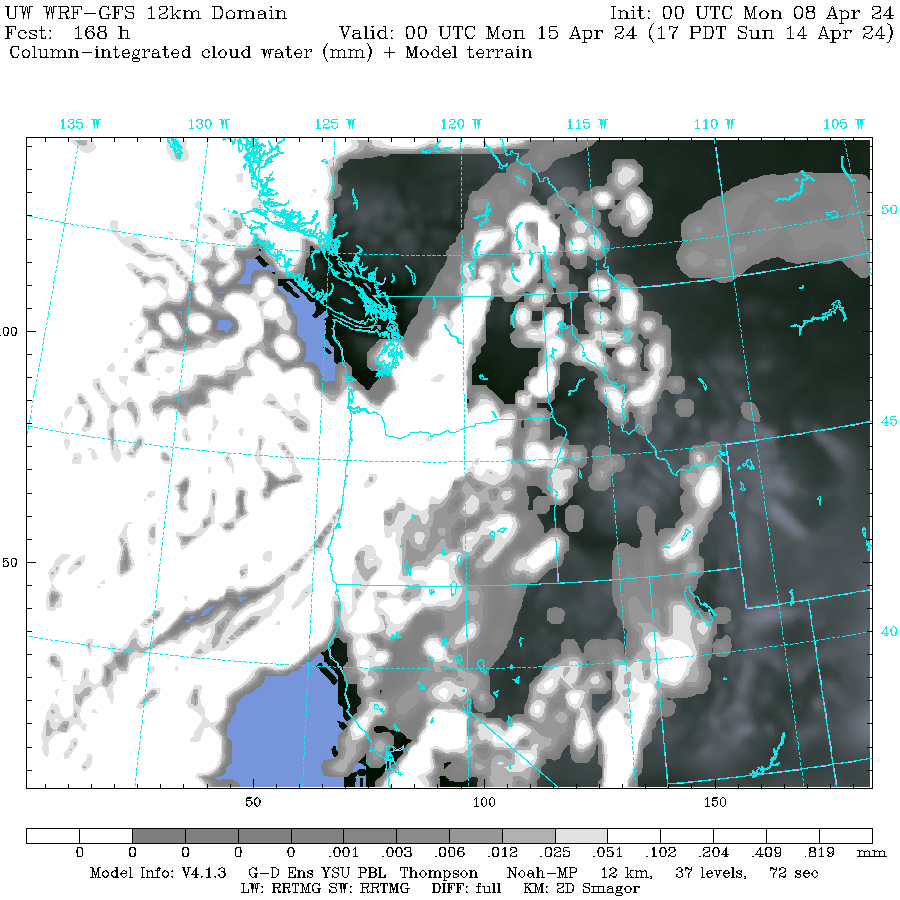 UW WRF-GFS 12km Domain Init: 00 UTC Mon 08 Apr 24
Fcst: 168 h Valid: 00 UTC Mon 15 Apr 24 (17 PDT Sun 14 Apr 24)
Column-integrated cloud water (mm) + Model terrain
135 W 130 W 125 W 120 W 115 W 110 W 105 W
50
00
45
50
40
50 100 150
0 0 0 0 0 .001 .003 .006 .012 .025 .051 .102 .204 .409 .819 mm
Model Info: V4.1.3 G-D Ens YSU PBL Thompson Noah-MP 12 km, 37 levels, 72 sec
LW: RRTMG SW: RRTMG DIFF: full KM: 2D Smagor